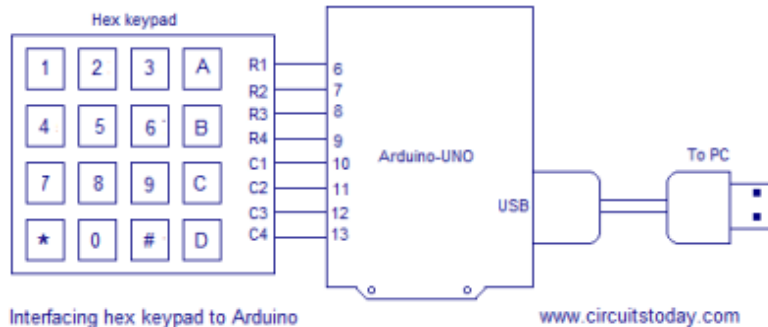 Hex keypad
1 2 3 A R1 6
R2 7
4 5 6 B R3 8
R4 9
Arduino-UNO
To PC
7 8 9 C C1 10
C2 11
USB
C3 12
* 0 # D C4 13
Interfacing hex keypad to Arduino
www.circuitstoday.com